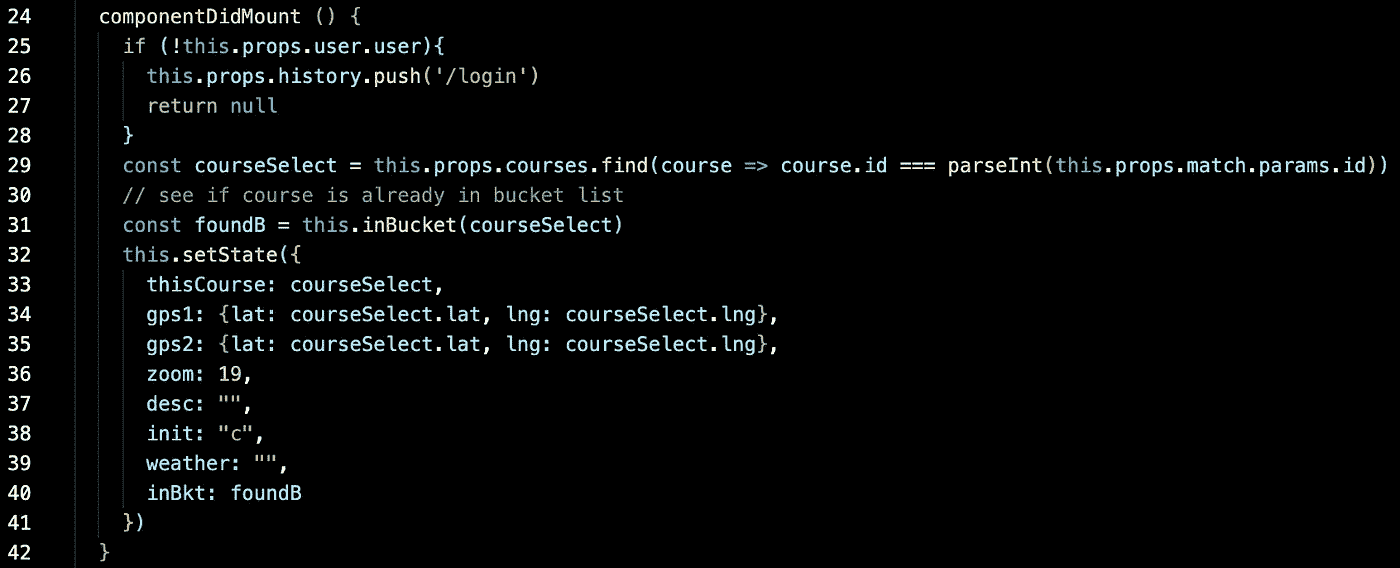 24 componentDidMount () {
25 if (!this.props.user.user){
26 this.props.history.push('/login')
27 return null
28 }
29 const courseSelect = this.props.courses.find(course => course.id === parseInt(this.props.match.params.id))
30 // see if course is already in bucket list
31 const foundB = this.inBucket(courseSelect)
32 this.setState({
33 thisCourse: courseSelect,
34 gps1: {lat: courseSelect.lat, lng: courseSelect.lng},
35 gps2: {lat: courseSelect.lat, lng: courseSelect.lng},
36 zoom: 19,
37 desc: "",
38 init: "c",
39 weather: "",
40 inBkt: foundB
41 })
42 }